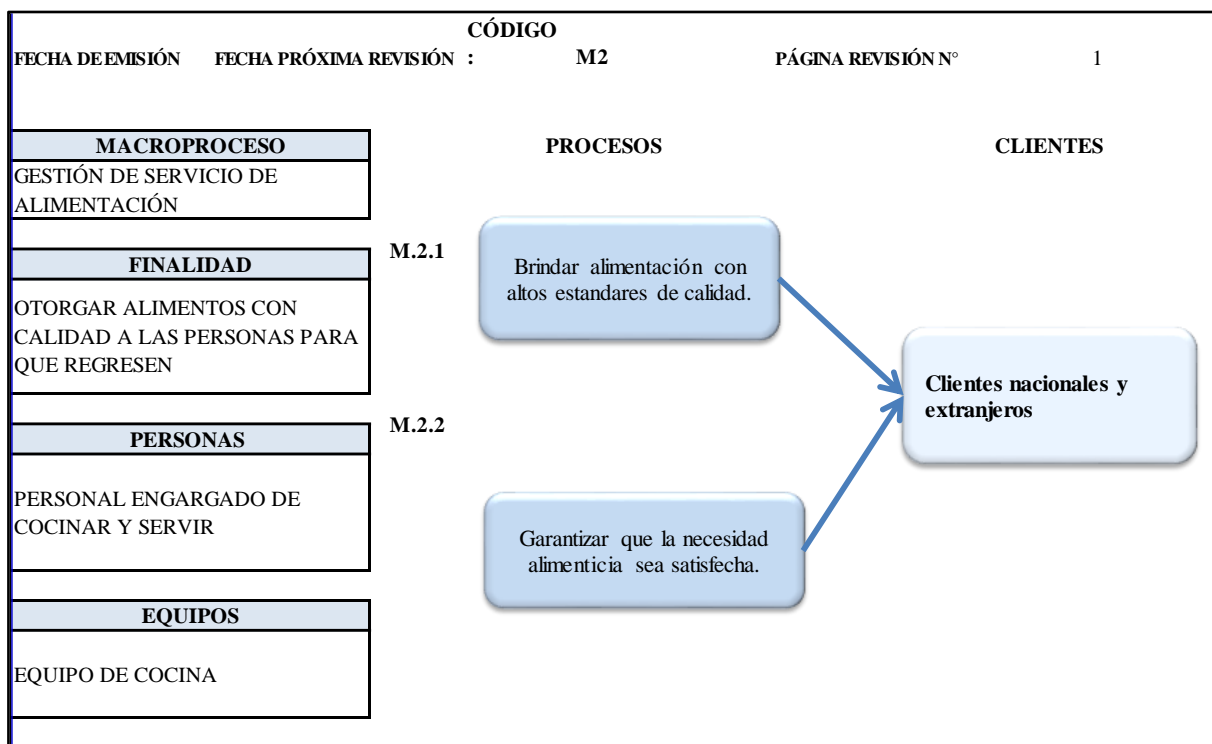 CÓDIGO
FECHA DE EMISIÓN FECHA PRÓXIMA REVISIÓN : M2 PÁGINA REVISIÓN N° 1
MACROPROCESO
GESTIÓN DE SERVICIO DE
ALIMENTACIÓN
FINALIDAD
OTORGAR ALIMENTOS CON
CALIDAD A LAS PERSONAS PARA
QUE REGRESEN
PERSONAS
PERSONAL ENGARGADO DE
COCINAR Y SERVIR
EQUIPOS
EQUIPO DE COCINA
PROCESOS
M.2.1
Brindar alimentación con
altos estandares de calidad.
M.2.2
Garantizar que la necesidad
alimenticia sea satisfecha.
CLIENTES
Clientes nacionales y
extranjeros